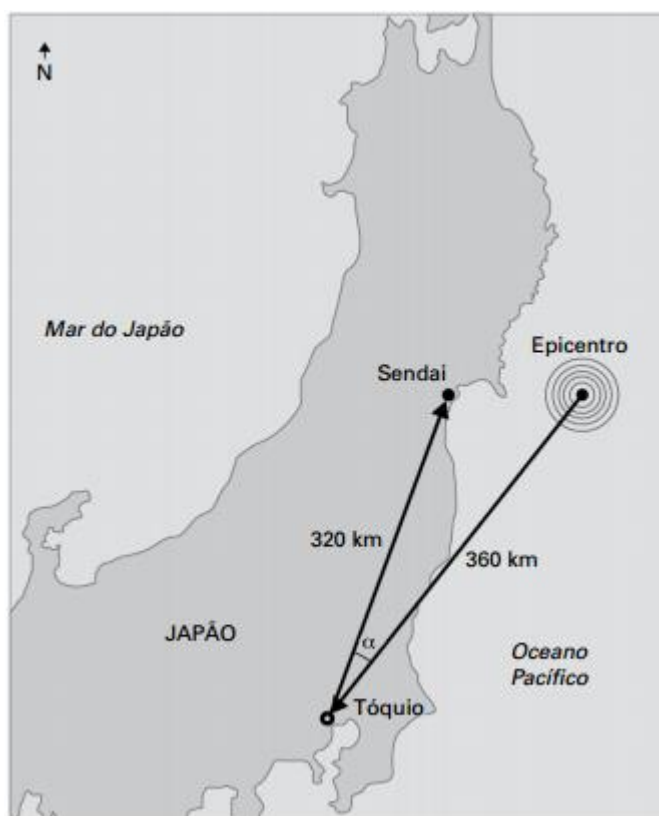 N
Mar do Japão
Epicentro
Sendai
320 km
360 km
JAPÃO
α
Oceano
Pacífico
Tóquio